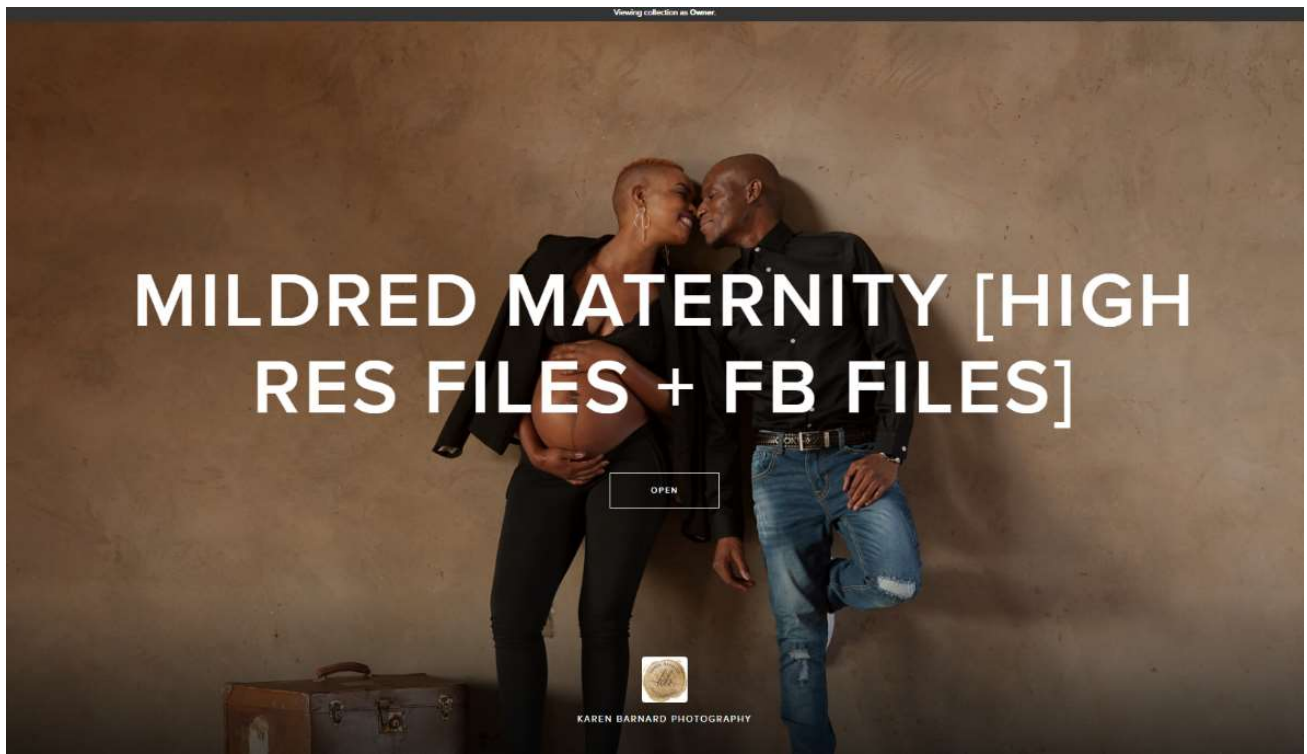 Viewing collection as Owner.
MILDRED MATERNITY [HIGH
RES FILES + FB FILES]
OPEN
KAREN BARNARD PHOTOGRAPHY